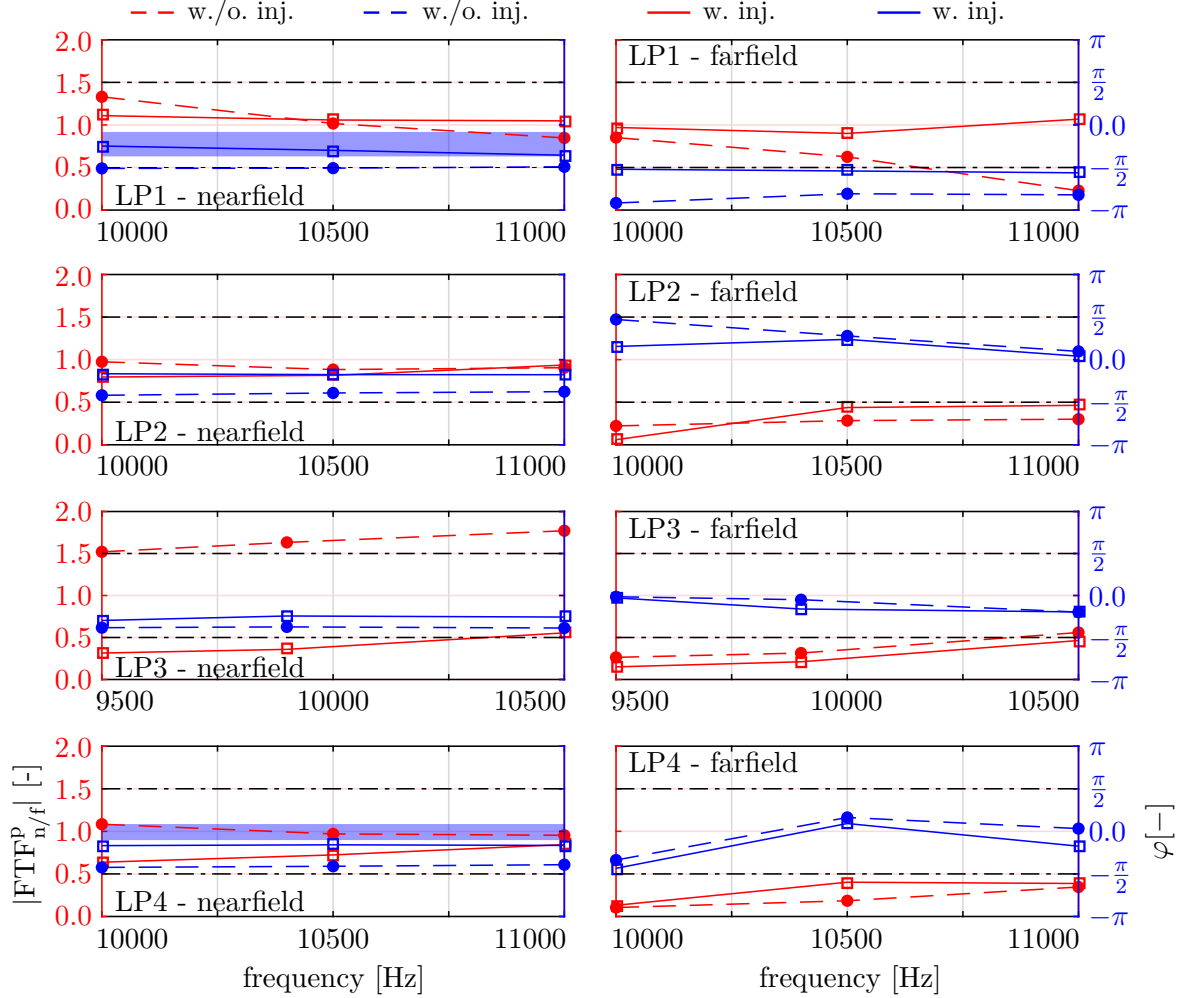 w./o. inj. w./o. inj. w. inj. w. inj.
2.0 LP1 - farfield π
1.5 π/2
1.0 0.0
0.5 −π/2
LP1 - nearfield
0.0 −π
10000 10500 11000 10000 10500 11000
2.0 LP2 - farfield π
1.5 π/2
1.0 0.0
0.5 −π/2
LP2 - nearfield
0.0 −π
10000 10500 11000 10000 10500 11000
2.0 LP3 - farfield π
1.5 π/2
1.0 0.0
0.5 −π/2
LP3 - nearfield
0.0 −π
9500 10000 10500 9500 10000 10500
2.0 LP4 - farfield π
1.5 π/2
1.0 0.0
0.5 −π/2
LP4 - nearfield
0.0 −π
10000 10500 11000 10000 10500 11000
|FTF^p_n/f| [-]
φ[−]
frequency [Hz] frequency [Hz]